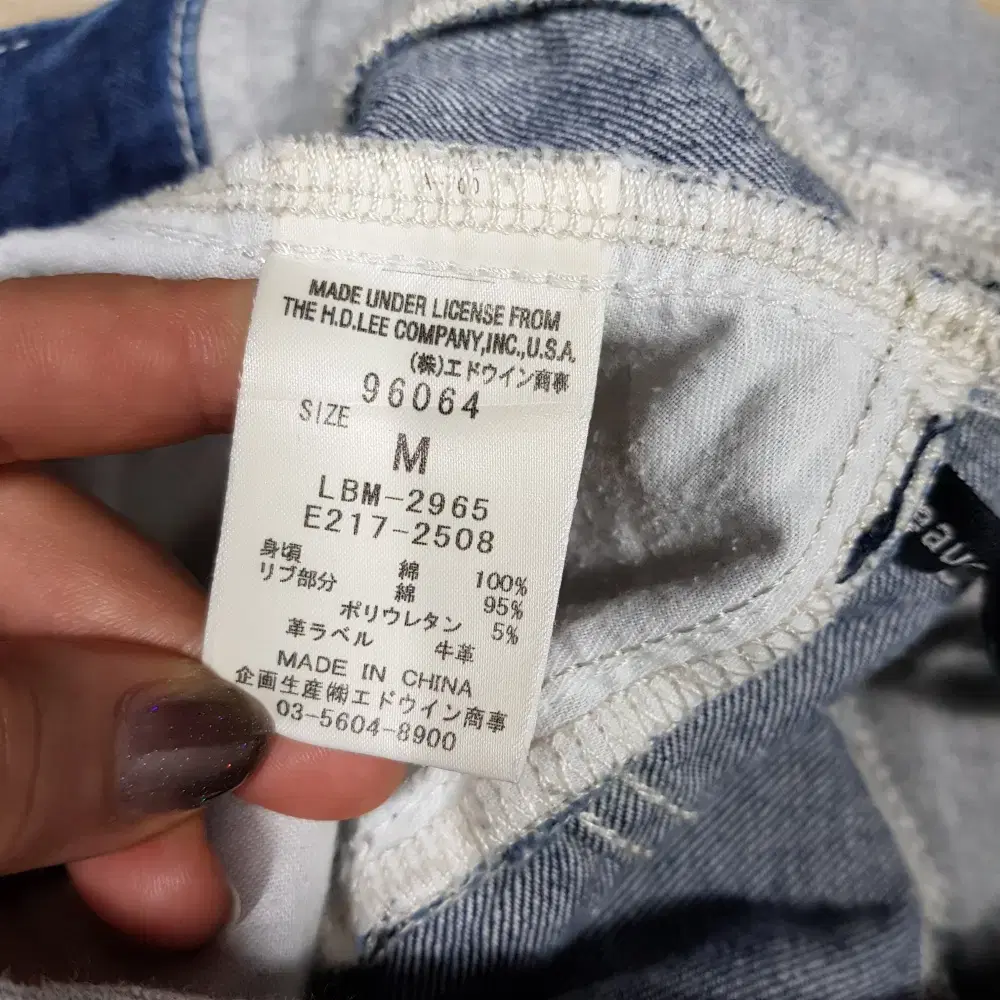 MADE UNDER LICENSE FROM
THE H.D.LEE COMPANY,INC.,U.S.A.
(株)エドウイン商事
96064
SIZE
M
LBM-2965
E217-2508
身頃 綿 100%
リブ部分 綿 95%
ポリウレタン 5%
革ラベル 牛革
MADE IN CHINA
企画生産㈱エドウイン商事
03-5604-8900